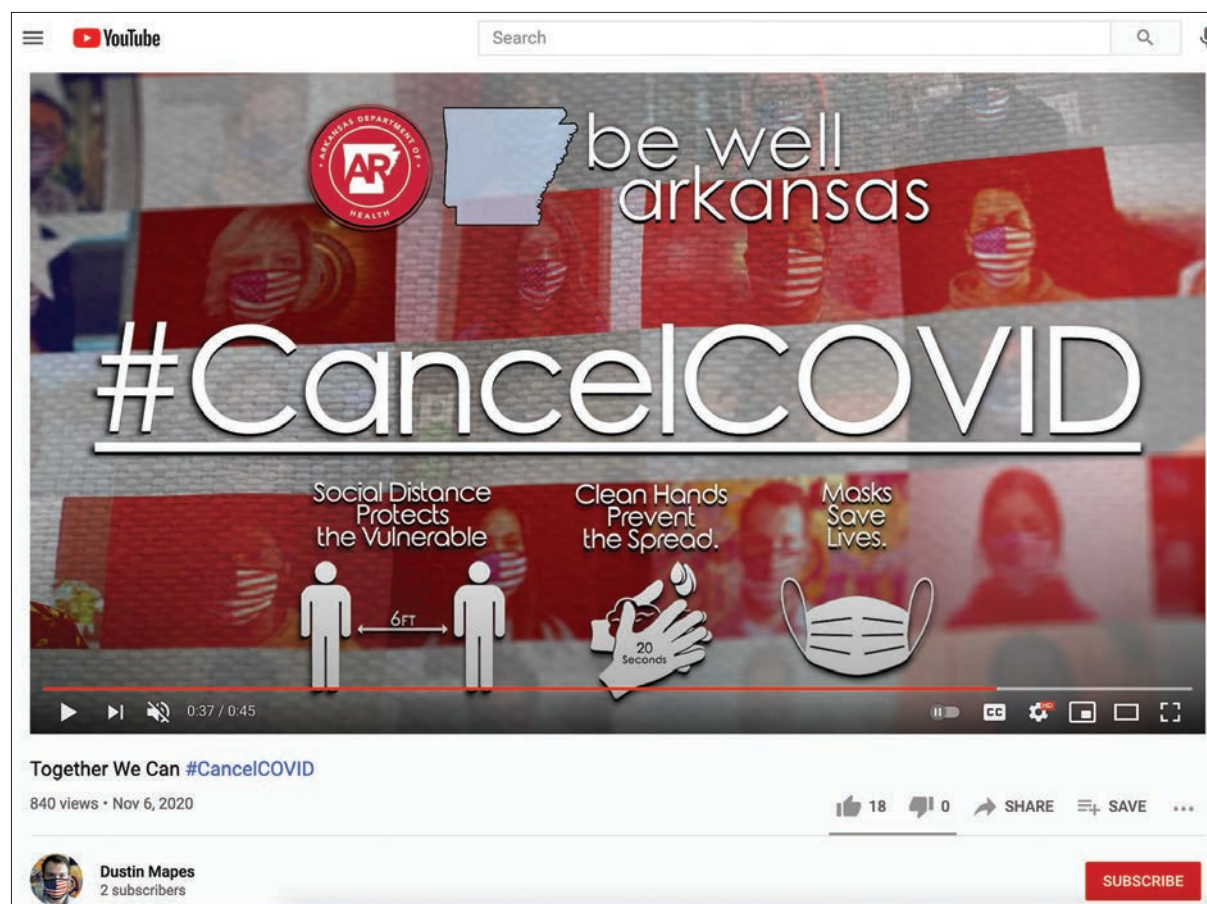 YouTube
Search
ARKANSAS DEPARTMENT OF
AR
HEALTH
be well
arkansas
#CancelCOVID
Social Distance
Protects
the Vulnerable
6FT
Clean Hands
Prevent
the Spread.
20
Seconds
Masks
Save
Lives.
0:37 / 0:45
CC
HD
Together We Can #CancelCOVID
840 views • Nov 6, 2020
18
0
SHARE
SAVE
Dustin Mapes
2 subscribers
SUBSCRIBE